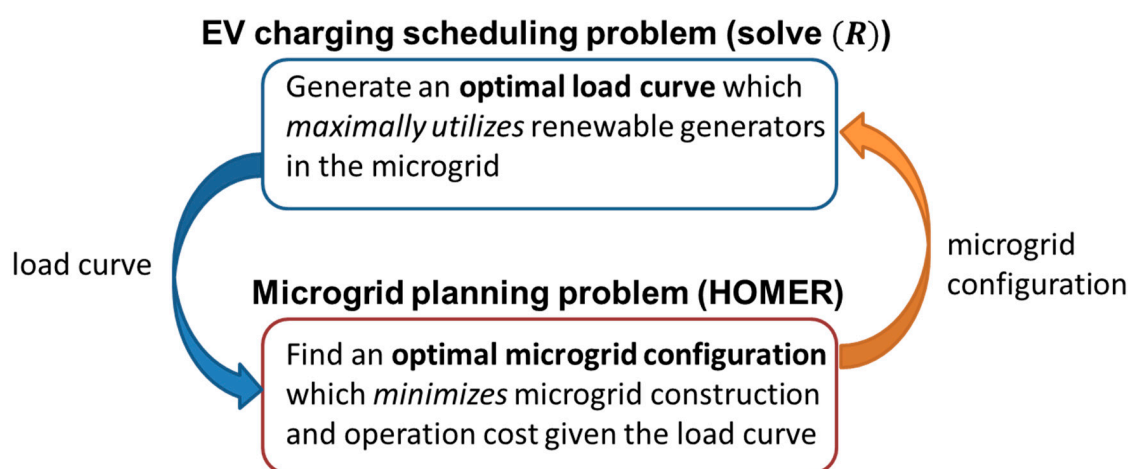 EV charging scheduling problem (solve (R))
Generate an optimal load curve which
maximally utilizes renewable generators
in the microgrid
load curve
microgrid
configuration
Microgrid planning problem (HOMER)
Find an optimal microgrid configuration
which minimizes microgrid construction
and operation cost given the load curve